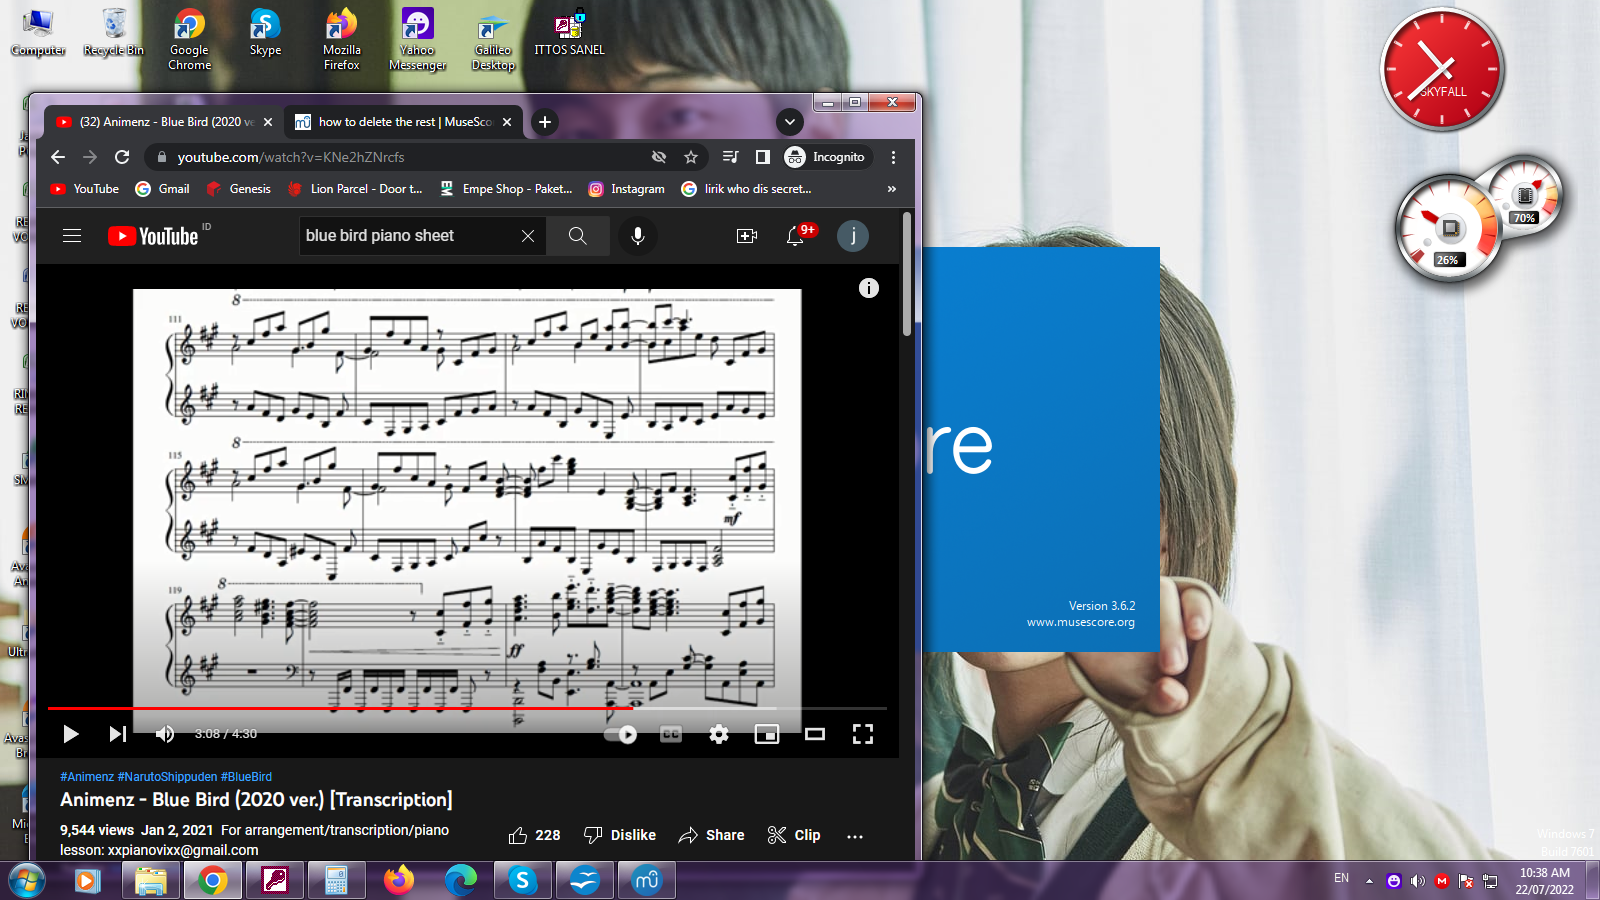 Computer
Recycle Bin
Google Chrome
Skype
Mozilla Firefox
Yahoo Messenger
Galileo Desktop
ITTOS SANEL
SKYFALL
70%
26%
(32) Animenz - Blue Bird (2020 ve
how to delete the rest | MuseSco
youtube.com/watch?v=KNe2hZNrcfs
Incognito
YouTube
Gmail
Genesis
Lion Parcel - Door t...
Empe Shop - Paket...
Instagram
lirik who dis secret...
»
YouTube ID
blue bird piano sheet
9+
j
8
111
8
115
mf
8
119
ff
re
Version 3.6.2
www.musescore.org
3:08 / 4:30
CC
#Animenz #NarutoShippuden #BlueBird
Animenz - Blue Bird (2020 ver.) [Transcription]
9,544 views Jan 2, 2021 For arrangement/transcription/piano
lesson: xxpianovixx@gmail.com
228
Dislike
Share
Clip
Windows 7
Build 7601
EN
10:38 AM
22/07/2022